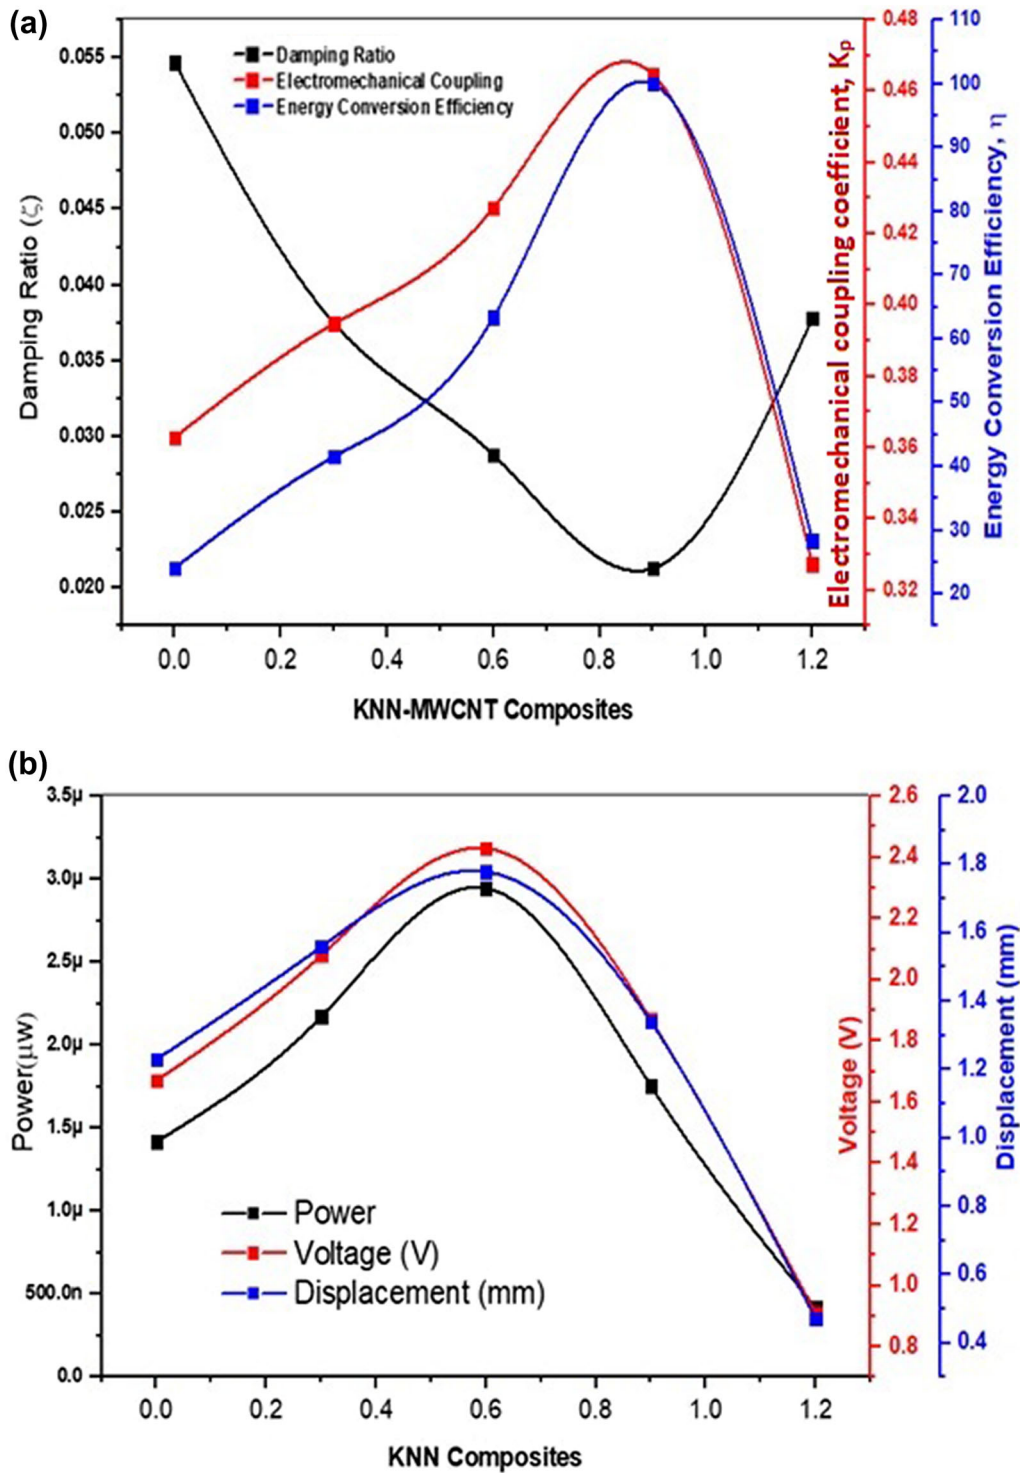 (a)
0.055
0.050
0.045
0.040
0.035
0.030
0.025
0.020
Damping Ratio (ζ)
Damping Ratio
Electromechanical Coupling
Energy Conversion Efficiency
0.48
0.46
0.44
0.42
0.40
0.38
0.36
0.34
0.32
Electromechanical coupling coefficient, Kp
110
100
90
80
70
60
50
40
30
20
Energy Conversion Efficiency, η
0.0 0.2 0.4 0.6 0.8 1.0 1.2
KNN-MWCNT Composites
(b)
3.5µ
3.0µ
2.5µ
2.0µ
1.5µ
1.0µ
500.0n
0.0
Power(µW)
Power
Voltage (V)
Displacement (mm)
2.6
2.4
2.2
2.0
1.8
1.6
1.4
1.2
1.0
0.8
Voltage (V)
2.0
1.8
1.6
1.4
1.2
1.0
0.8
0.6
0.4
Displacement (mm)
0.0 0.2 0.4 0.6 0.8 1.0 1.2
KNN Composites